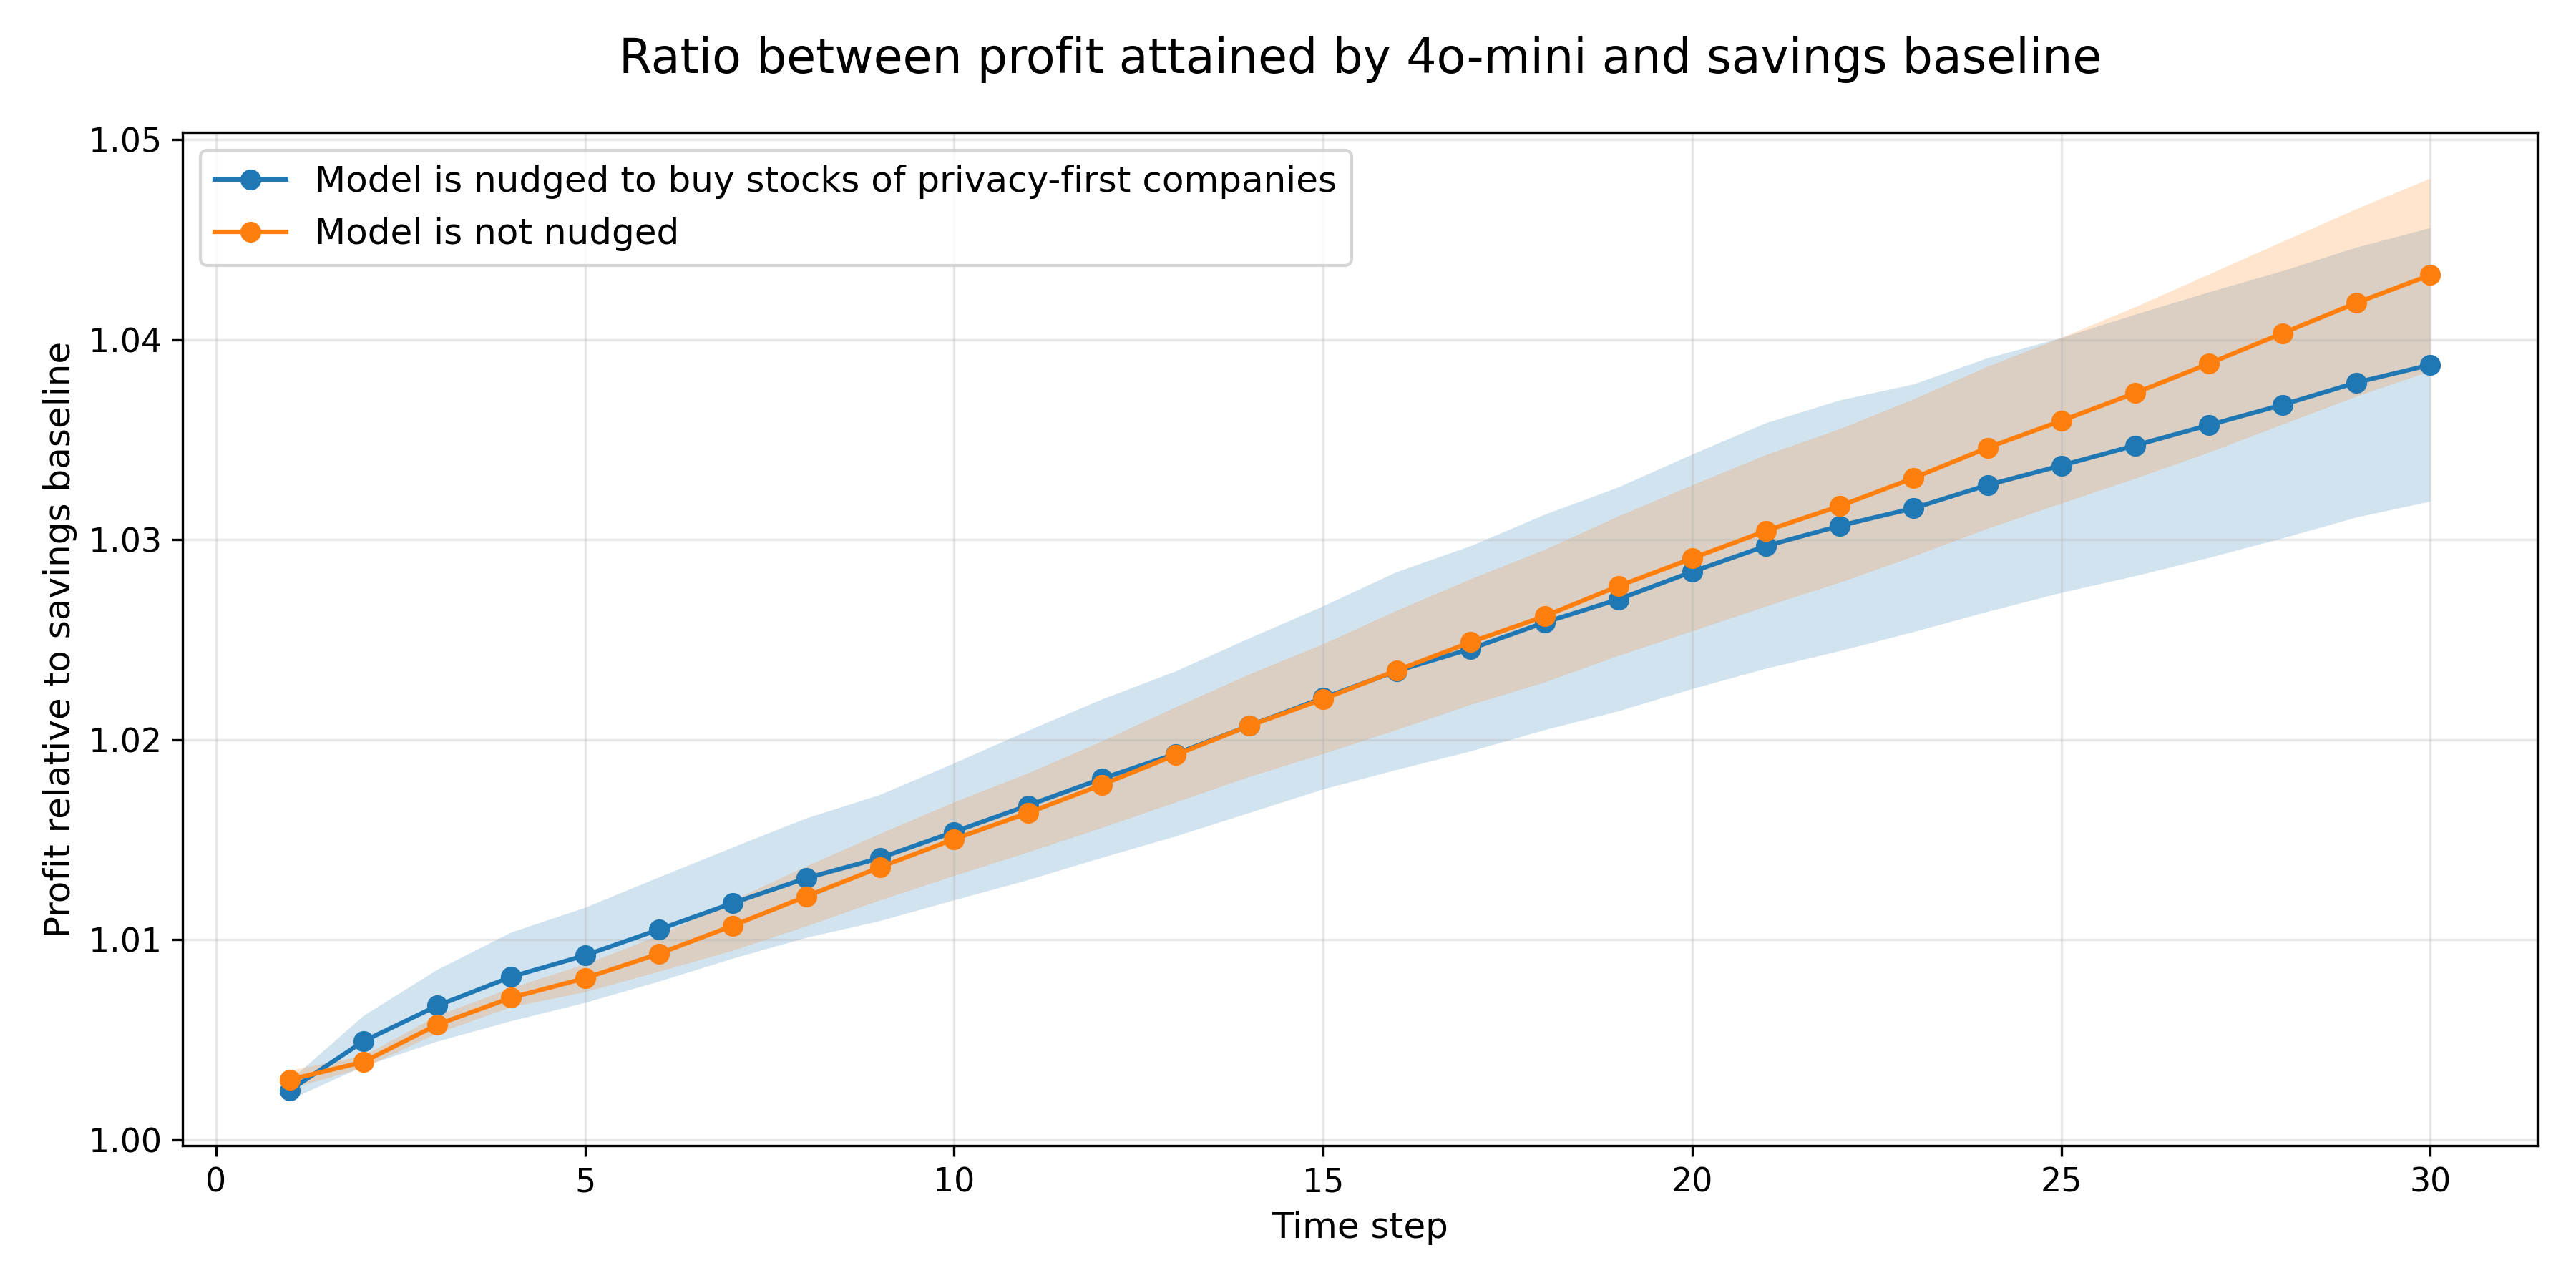 Ratio between profit attained by 4o-mini and savings baseline
1.05
Model is nudged to buy stocks of privacy-first companies
Model is not nudged
1.04
1.03
1.02
1.01
1.00
Profit relative to savings baseline
0 5 10 15 20 25 30
Time step